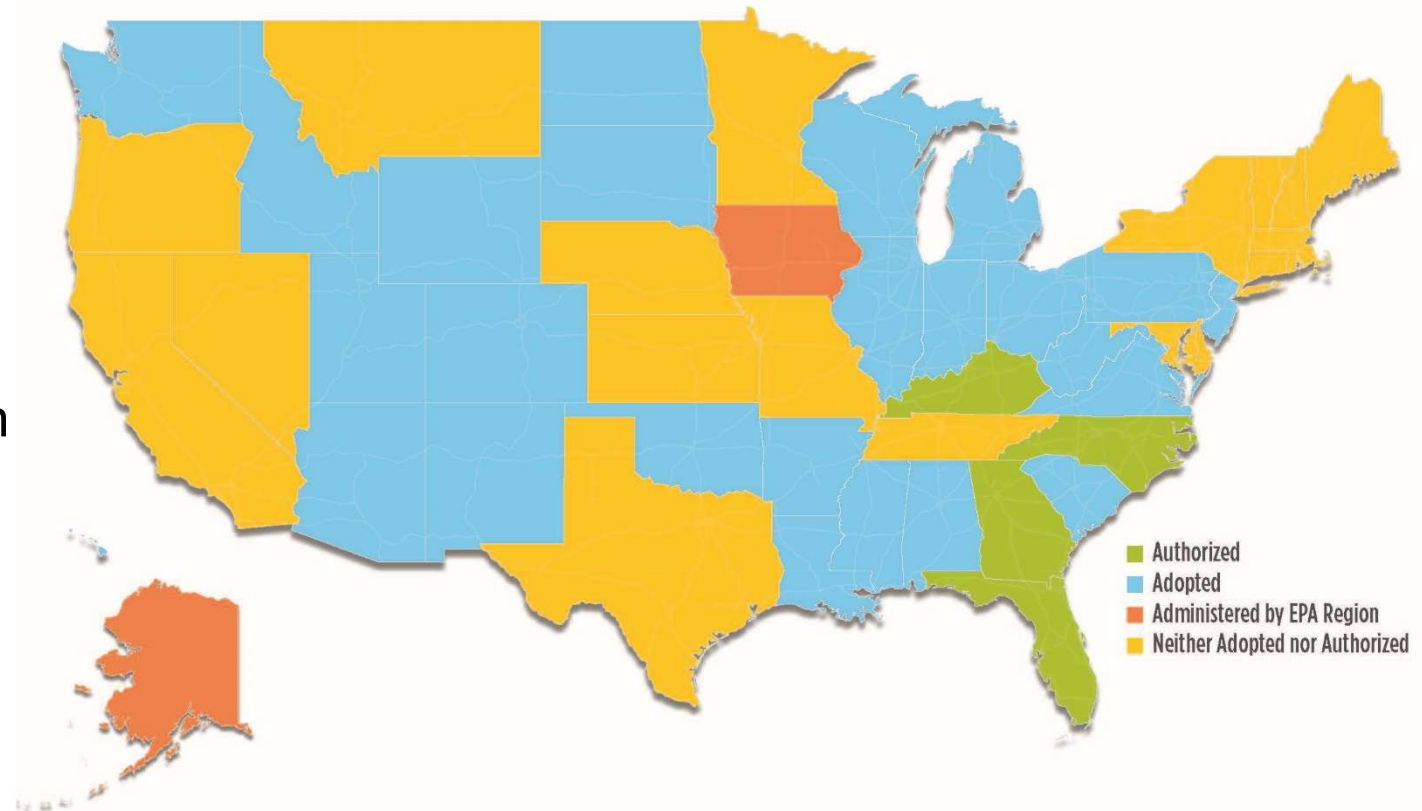 n
Authorized
Adopted
Administered by EPA Region
Neither Adopted nor Authorized